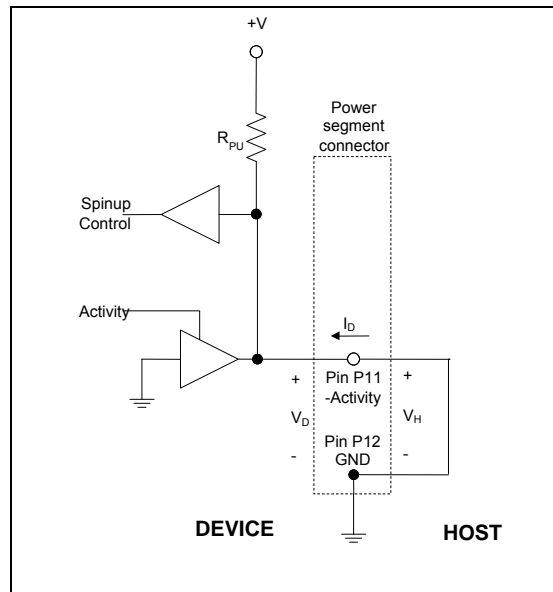 +V
Power
segment
connector
RPU
Spinup
Control
Activity
ID
+ Pin P11 +
-Activity
VD VH
Pin P12
- GND -
DEVICE HOST